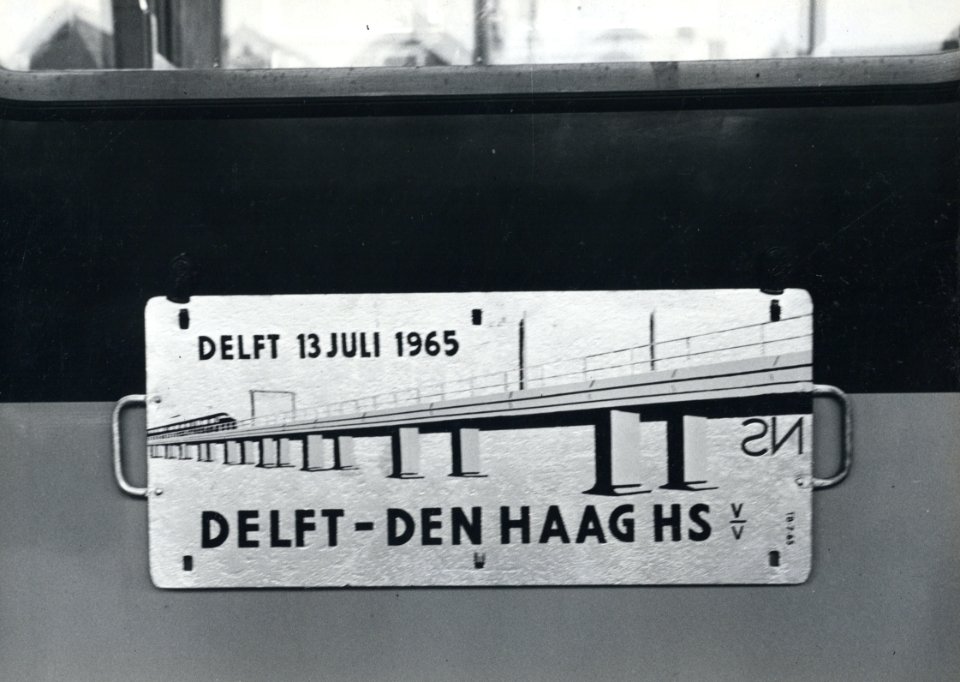 DELFT 13 JULI 1965
NS
DELFT-DEN HAAG HS V/V